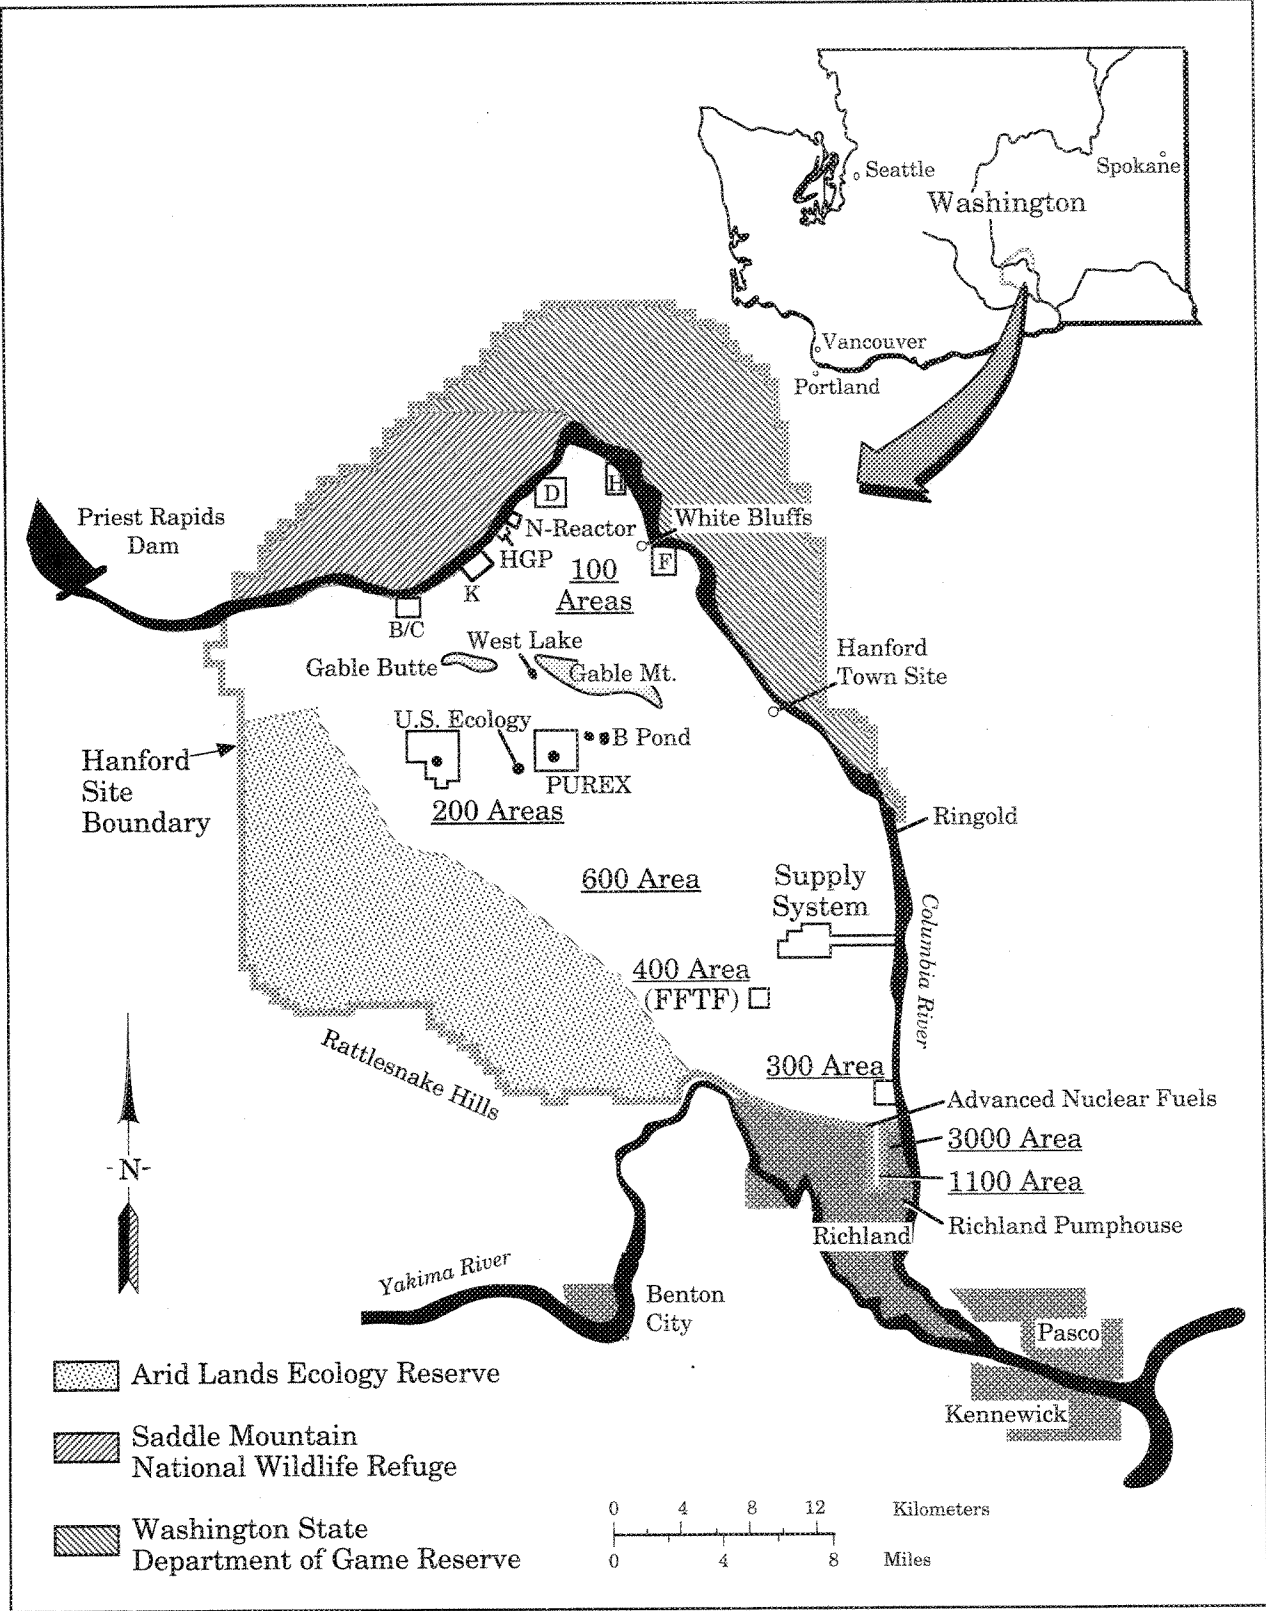 Seattle
Spokane
Washington
Vancouver
Portland
Priest Rapids
Dam
D
H
N-Reactor
White Bluffs
HGP
F
K
100
Areas
B/C
West Lake
Gable Butte
Gable Mt.
Hanford
Town Site
U.S. Ecology
B Pond
Hanford
Site
Boundary
PUREX
200 Areas
Ringold
600 Area
Supply
System
Columbia River
400 Area
(FFTF)
Rattlesnake Hills
300 Area
Advanced Nuclear Fuels
3000 Area
-N-
1100 Area
Richland Pumphouse
Richland
Yakima River
Benton
City
Pasco
Kennewick
Arid Lands Ecology Reserve
Saddle Mountain
National Wildlife Refuge
Washington State
Department of Game Reserve
0 4 8 12 Kilometers
0 4 8 Miles